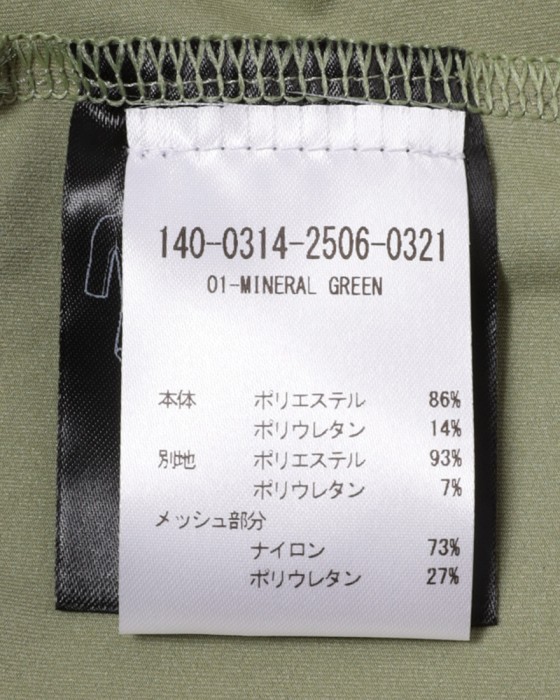 140-0314-2506-0321
01-MINERAL GREEN
本体 ポリエステル 86%
ポリウレタン 14%
別地 ポリエステル 93%
ポリウレタン 7%
メッシュ部分
ナイロン 73%
ポリウレタン 27%